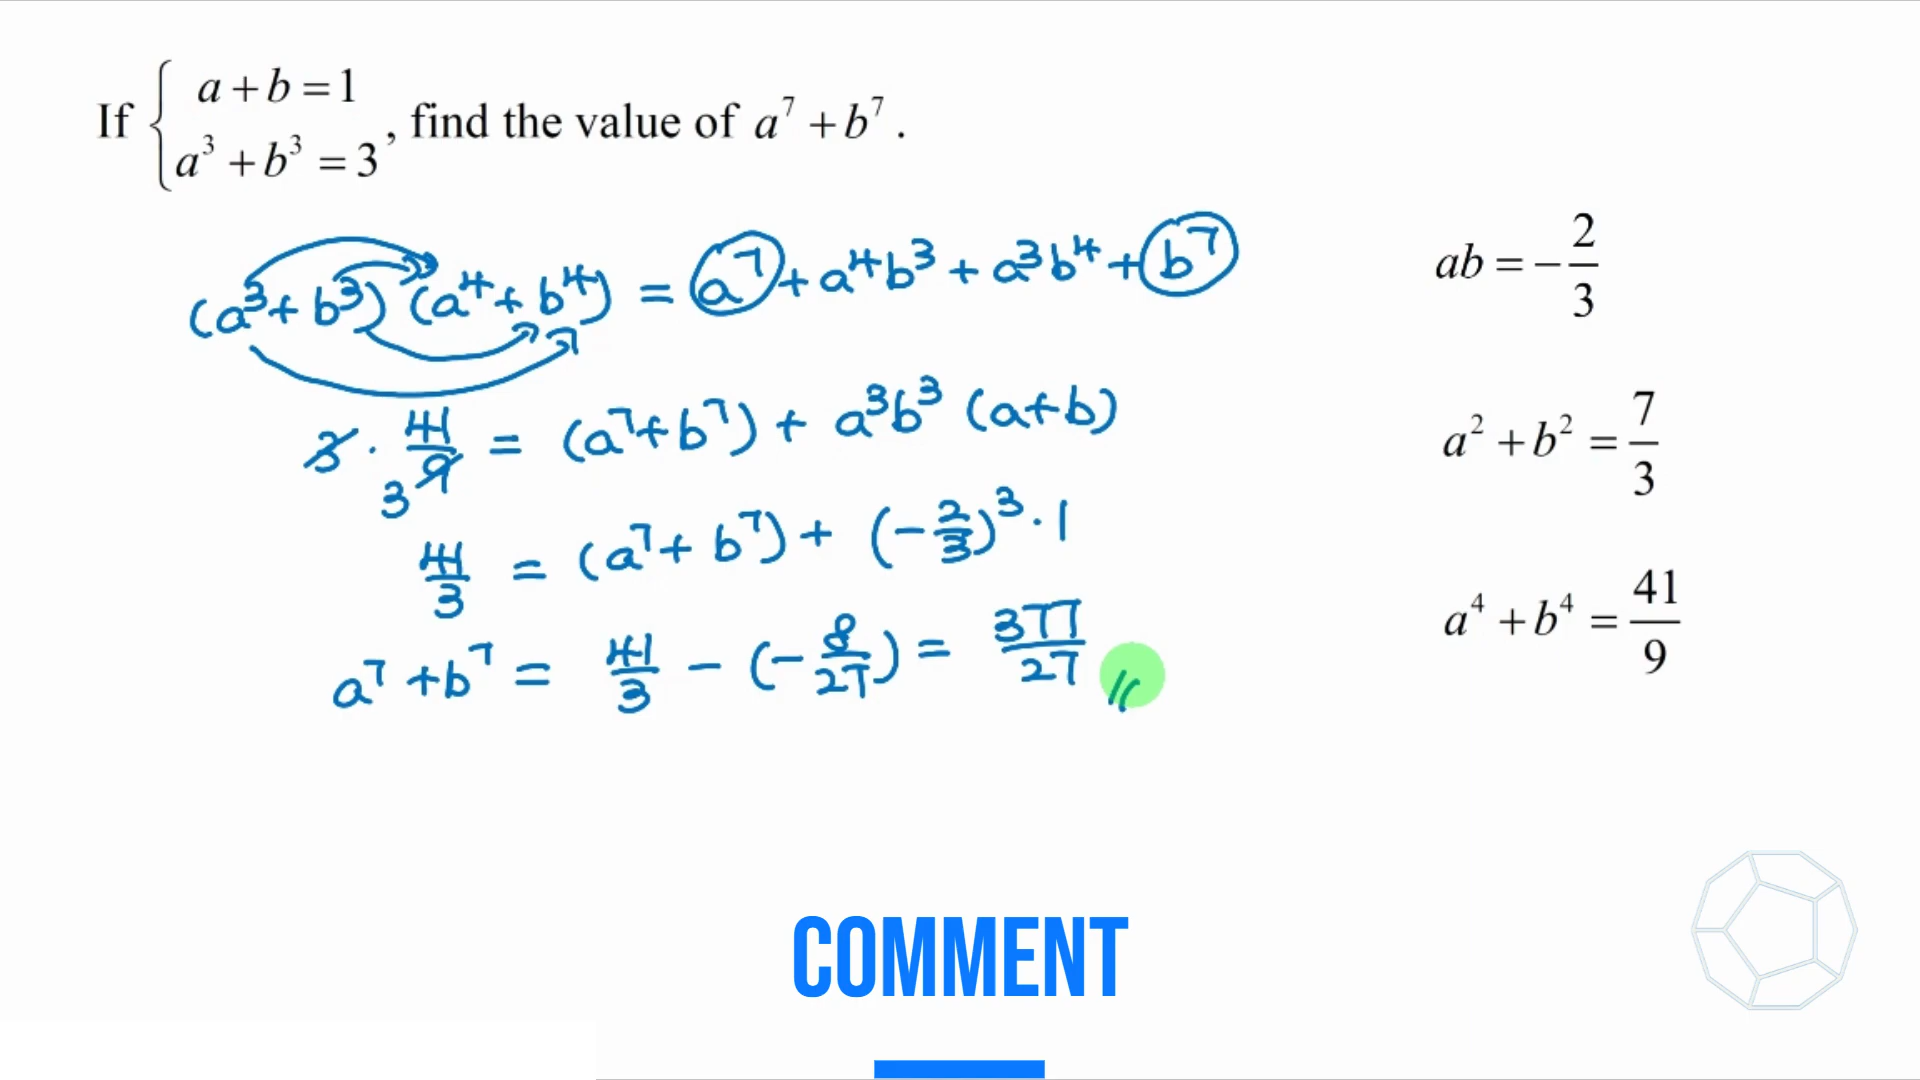 If { a + b = 1
a³ + b³ = 3 , find the value of a⁷ + b⁷ .
(a³ + b³) (a⁴ + b⁴) = a⁷ + a⁴b³ + a³b⁴ + b⁷
ab = -2/3
3 · 41/9 = (a⁷ + b⁷) + a³b³ (a+b)
3
a² + b² = 7/3
41/3 = (a⁷ + b⁷) + (-2/3)³ · 1
a⁴ + b⁴ = 41/9
a⁷ + b⁷ = 41/3 - (-8/27) = 377/27 //
COMMENT